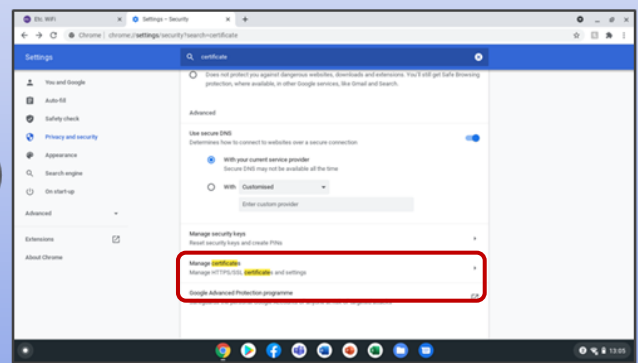 Etc. WiFi
Settings – Security
Chrome | chrome://settings/security?search=certificate
Settings
certificate
You and Google
Auto-fill
Safety check
Privacy and security
Appearance
Search engine
On start-up
Advanced
Extensions
About Chrome
Does not protect you against dangerous websites, downloads and extensions. You'll still get Safe Browsing
protection, where available, in other Google services, like Gmail and Search.
Advanced
Use secure DNS
Determines how to connect to websites over a secure connection
With your current service provider
Secure DNS may not be available all the time
With Customised
Enter custom provider
Manage security keys
Reset security keys and create PINs
Manage certificates
Manage HTTPS/SSL certificates and settings
Google Advanced Protection programme
13:05